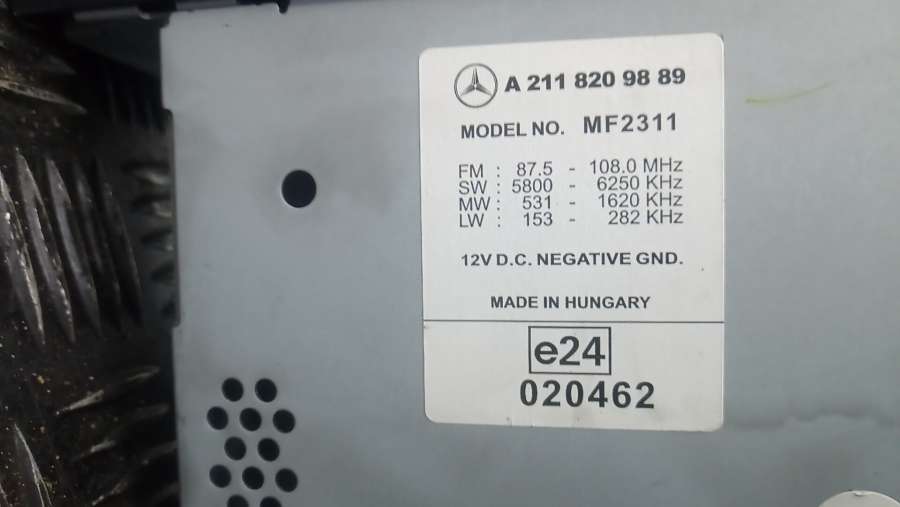 A 211 820 98 89
MODEL NO. MF2311
FM : 87.5 - 108.0 MHz
SW : 5800 - 6250 KHz
MW : 531 - 1620 KHz
LW : 153 - 282 KHz
12V D.C. NEGATIVE GND.
MADE IN HUNGARY
e24
020462